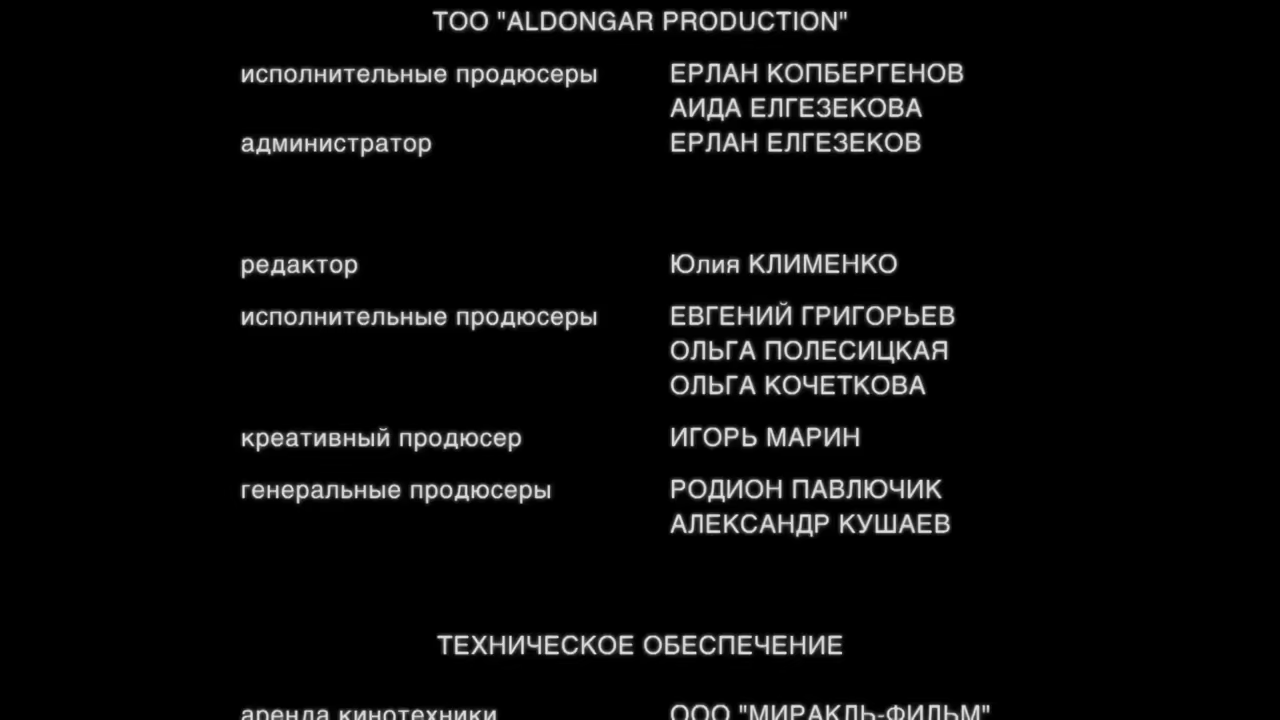 ТОО "ALDONGAR PRODUCTION"
исполнительные продюсеры ЕРЛАН КОПБЕРГЕНОВ
АИДА ЕЛГЕЗЕКОВА
администратор ЕРЛАН ЕЛГЕЗЕКОВ
редактор Юлия КЛИМЕНКО
исполнительные продюсеры ЕВГЕНИЙ ГРИГОРЬЕВ
ОЛЬГА ПОЛЕСИЦКАЯ
ОЛЬГА КОЧЕТКОВА
креативный продюсер ИГОРЬ МАРИН
генеральные продюсеры РОДИОН ПАВЛЮЧИК
АЛЕКСАНДР КУШАЕВ
ТЕХНИЧЕСКОЕ ОБЕСПЕЧЕНИЕ
аренда кинотехники ООО "МИРАКЛЬ-ФИЛЬМ"